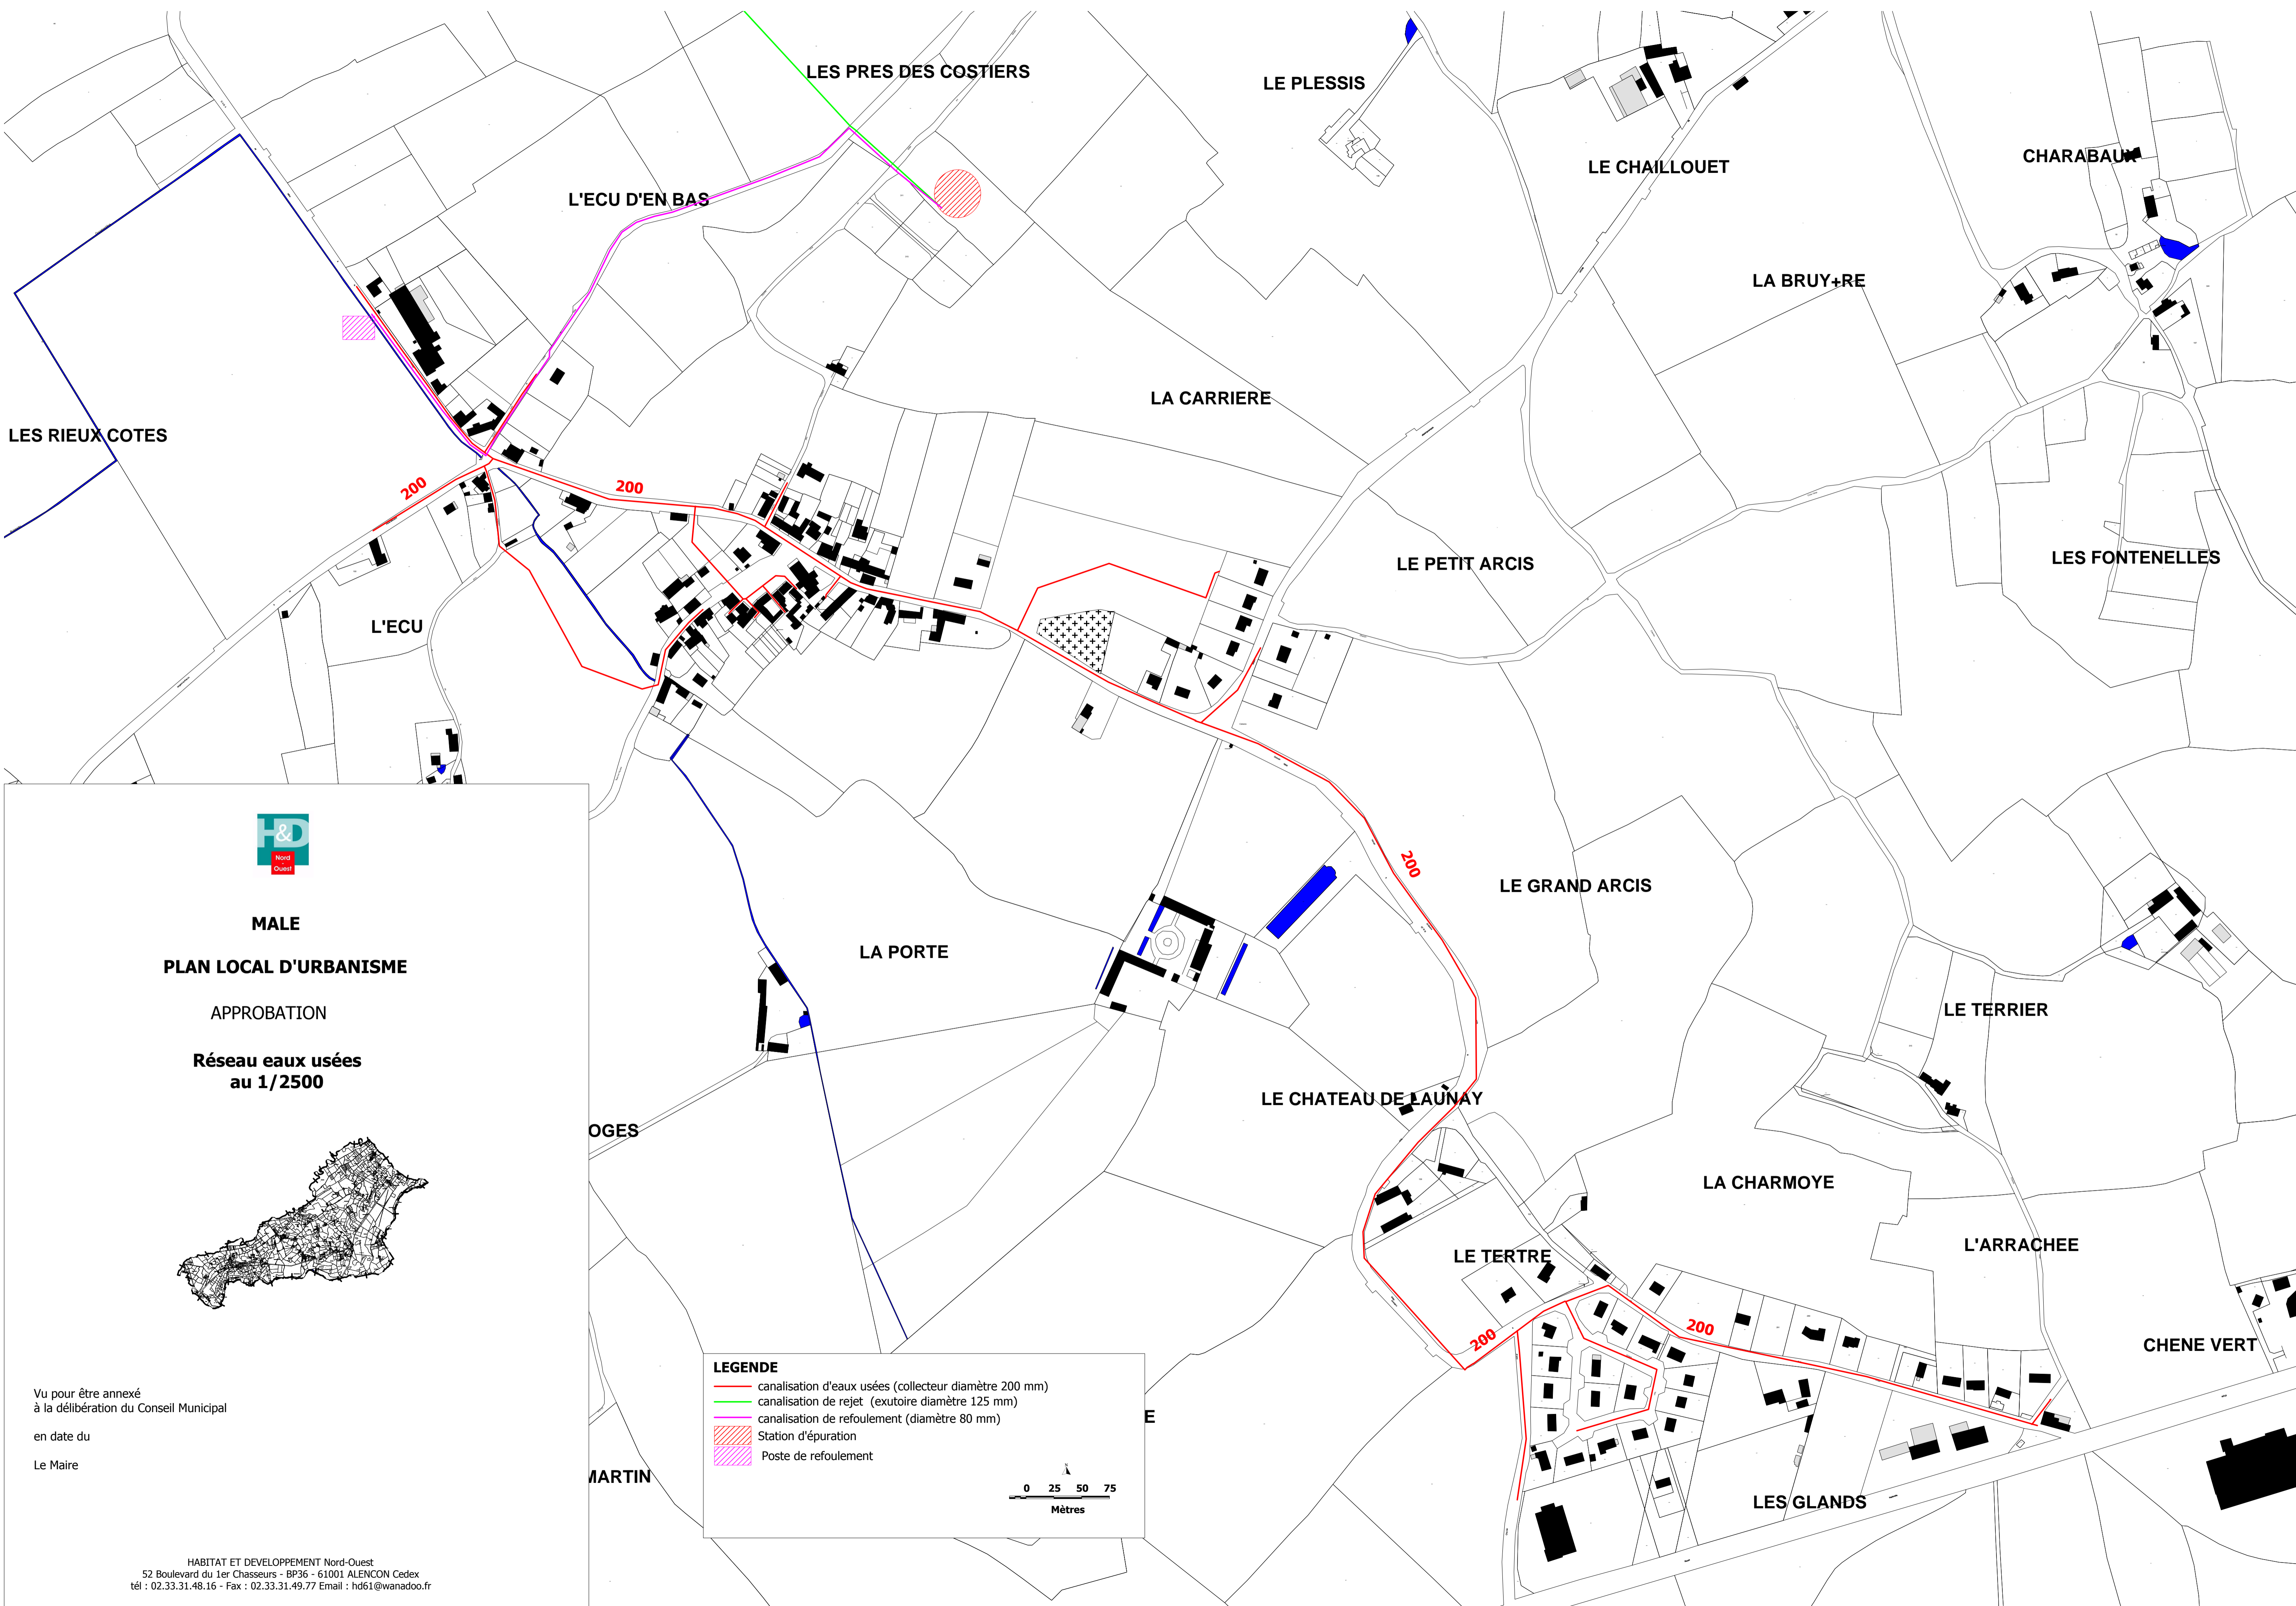 LES PRES DES COSTIERS
LE PLESSIS
LE CHAILLOUET
CHARABAUX
L'ECU D'EN BAS
LA BRUY+RE
LA CARRIERE
LES RIEUX COTES
200
200
LE PETIT ARCIS
LES FONTENELLES
L'ECU
200
LE GRAND ARCIS
LA PORTE
LE TERRIER
LE CHATEAU DE LAUNAY
OGES
LA CHARMOYE
L'ARRACHEE
LE TERTRE
200
200
CHENE VERT
E
MARTIN
LES GLANDS
H&D
Nord
-
Ouest
MALE
PLAN LOCAL D'URBANISME
APPROBATION
Réseau eaux usées
au 1/2500
Vu pour être annexé
à la délibération du Conseil Municipal
en date du
Le Maire
HABITAT ET DEVELOPPEMENT Nord-Ouest
52 Boulevard du 1er Chasseurs - BP36 - 61001 ALENCON Cedex
tél : 02.33.31.48.16 - Fax : 02.33.31.49.77 Email : hd61@wanadoo.fr
LEGENDE
canalisation d'eaux usées (collecteur diamètre 200 mm)
canalisation de rejet (exutoire diamètre 125 mm)
canalisation de refoulement (diamètre 80 mm)
Station d'épuration
Poste de refoulement
0 25 50 75
Mètres